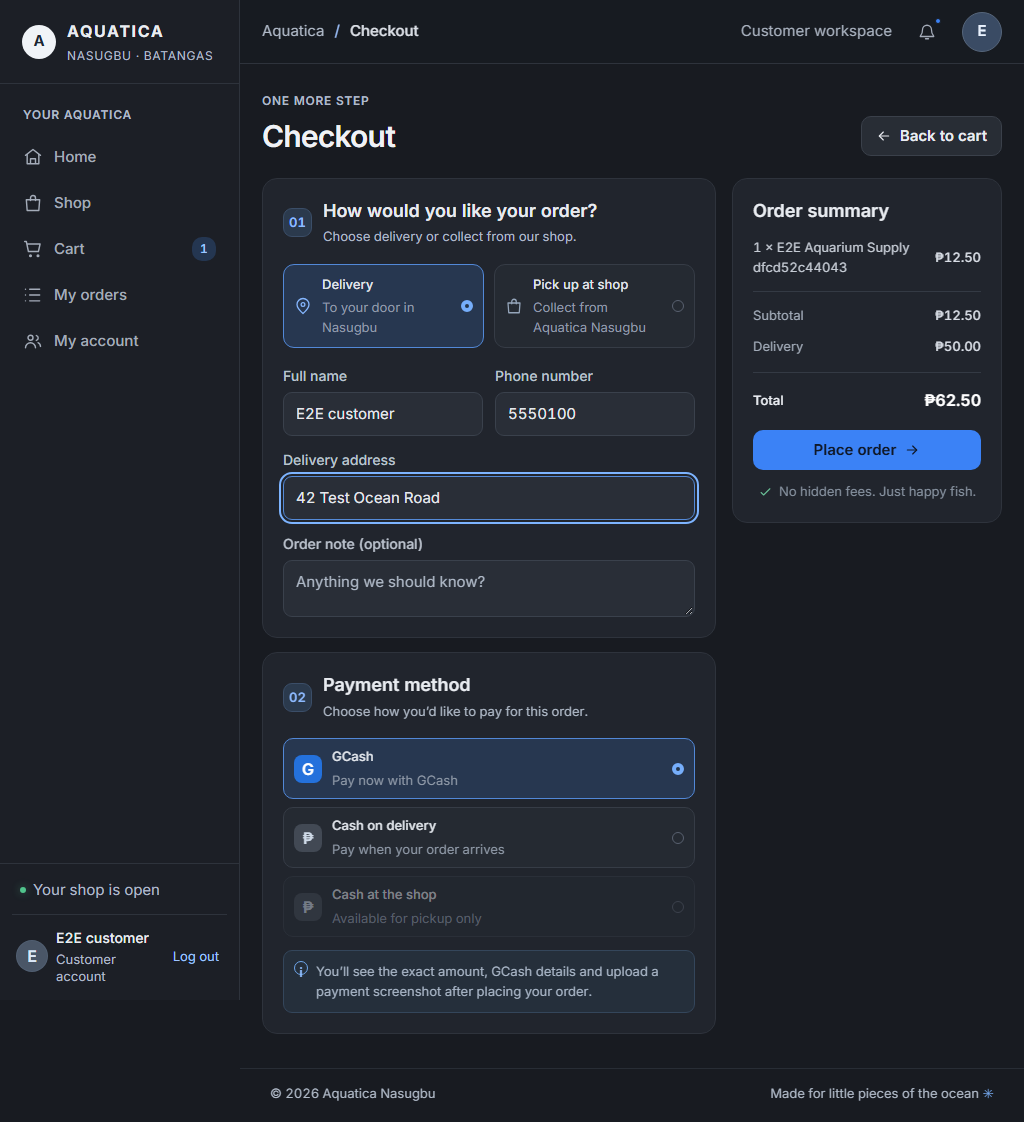 A
AQUATICA
NASUGBU · BATANGAS
YOUR AQUATICA
Home
Shop
Cart
1
My orders
My account
Your shop is open
E
E2E customer
Customer
account
Log out
Aquatica / Checkout
Customer workspace
E
ONE MORE STEP
Checkout
← Back to cart
01
How would you like your order?
Choose delivery or collect from our shop.
Delivery
To your door in
Nasugbu
Pick up at shop
Collect from
Aquatica Nasugbu
Full name
E2E customer
Phone number
5550100
Delivery address
42 Test Ocean Road
Order note (optional)
Anything we should know?
02
Payment method
Choose how you’d like to pay for this order.
G
GCash
Pay now with GCash
₱
Cash on delivery
Pay when your order arrives
₱
Cash at the shop
Available for pickup only
You’ll see the exact amount, GCash details and upload a
payment screenshot after placing your order.
Order summary
1 × E2E Aquarium Supply
dfcd52c44043
₱12.50
Subtotal ₱12.50
Delivery ₱50.00
Total ₱62.50
Place order →
No hidden fees. Just happy fish.
© 2026 Aquatica Nasugbu
Made for little pieces of the ocean ✳